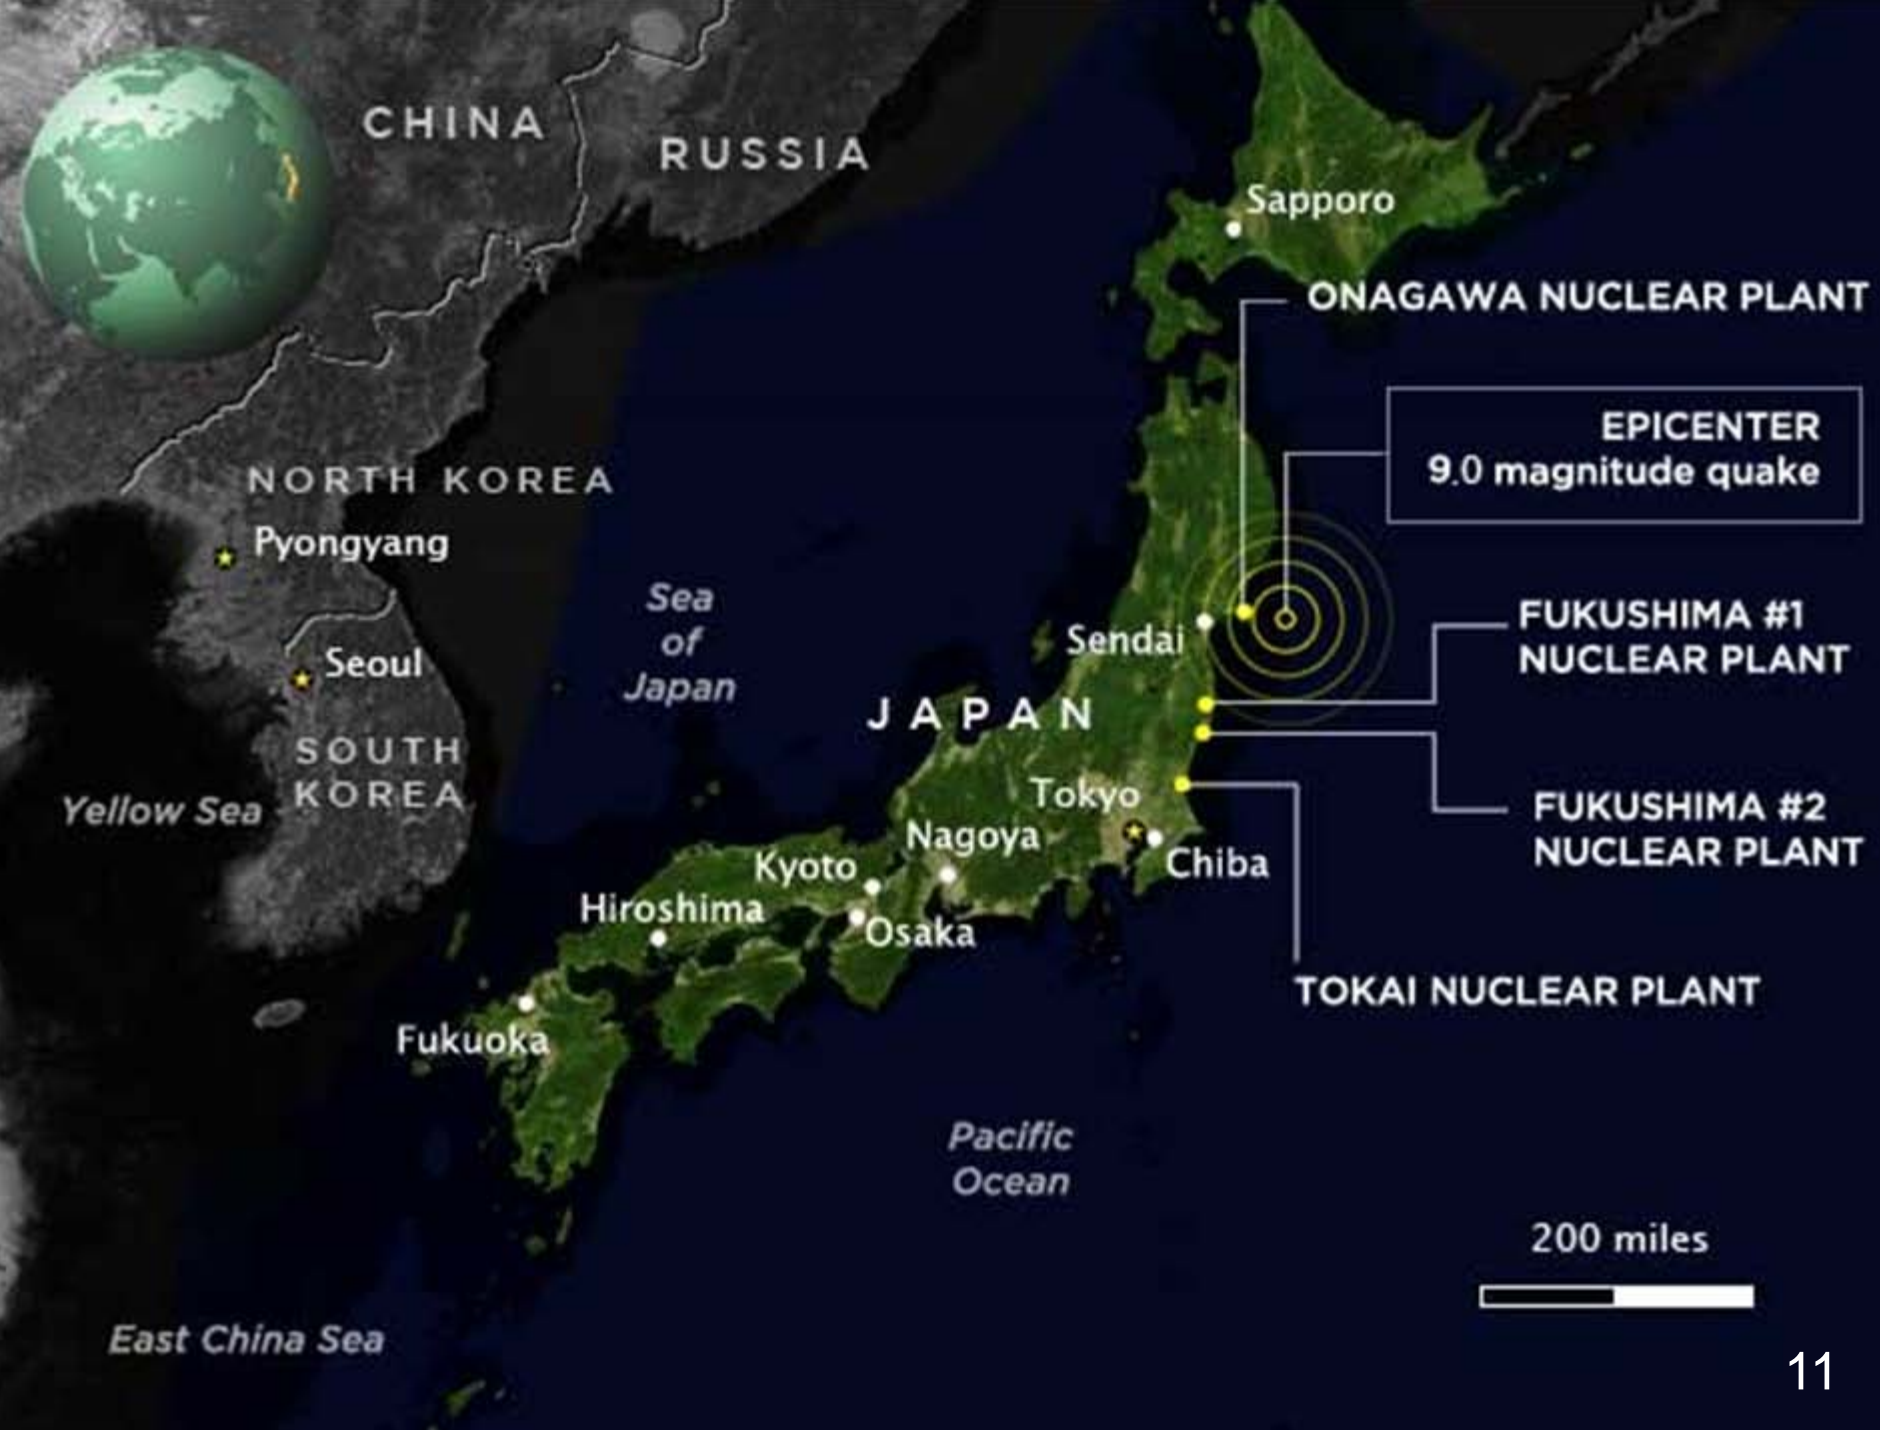 CHINA
RUSSIA
Sapporo
ONAGAWA NUCLEAR PLANT
EPICENTER
9.0 magnitude quake
NORTH KOREA
Pyongyang
Sea
of
Japan
FUKUSHIMA #1
NUCLEAR PLANT
Sendai
Seoul
JAPAN
SOUTH
KOREA
Yellow Sea
Tokyo
FUKUSHIMA #2
NUCLEAR PLANT
Nagoya
Chiba
Kyoto
Hiroshima
Osaka
TOKAI NUCLEAR PLANT
Fukuoka
Pacific
Ocean
200 miles
East China Sea
11